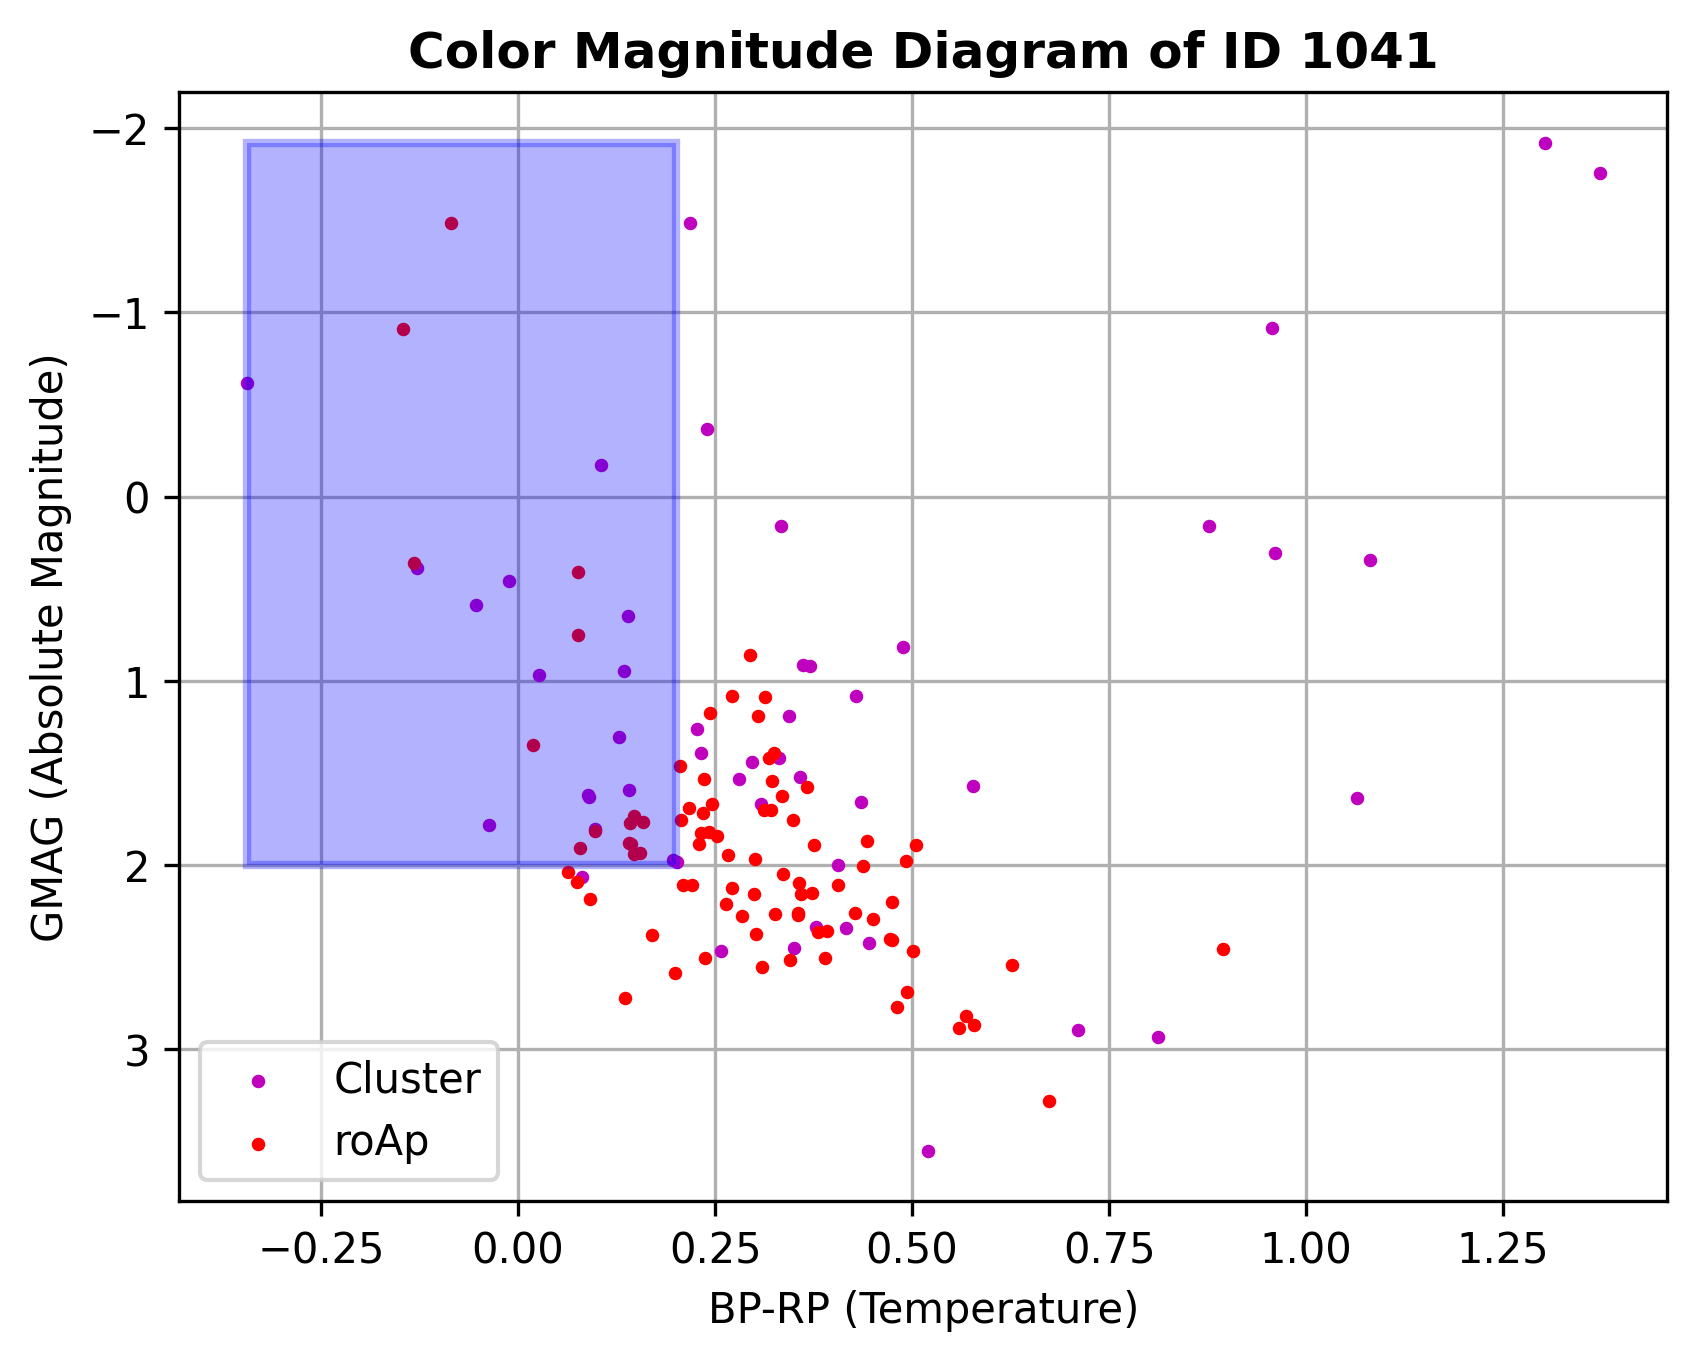 Color Magnitude Diagram of ID 1041
−2
−1
0
1
2
3
GMAG (Absolute Magnitude)
Cluster
roAp
−0.25 0.00 0.25 0.50 0.75 1.00 1.25
BP-RP (Temperature)